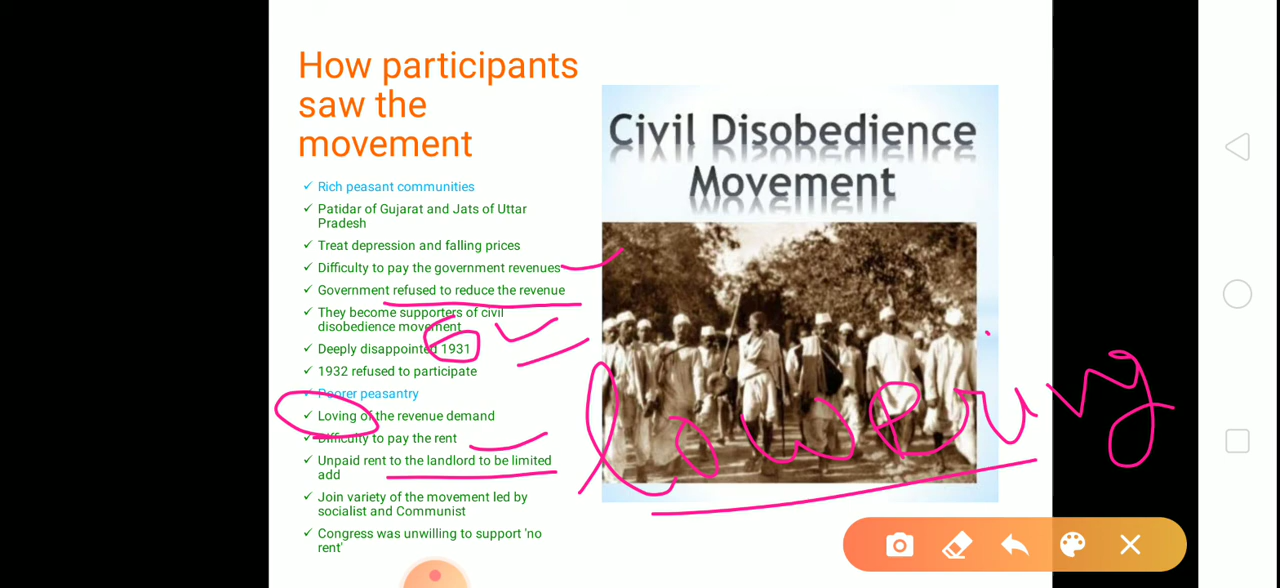 How participants
saw the
movement
Rich peasant communities
Patidar of Gujarat and Jats of Uttar
Pradesh
Treat depression and falling prices
Difficulty to pay the government revenues
Government refused to reduce the revenue
They become supporters of civil
disobedience movement
Deeply disappointed 1931
1932 refused to participate
Poorer peasantry
Loving of the revenue demand
Difficulty to pay the rent
Unpaid rent to the landlord to be limited
add
Join variety of the movement led by
socialist and Communist
Congress was unwilling to support 'no
rent'
Civil Disobedience
Movement